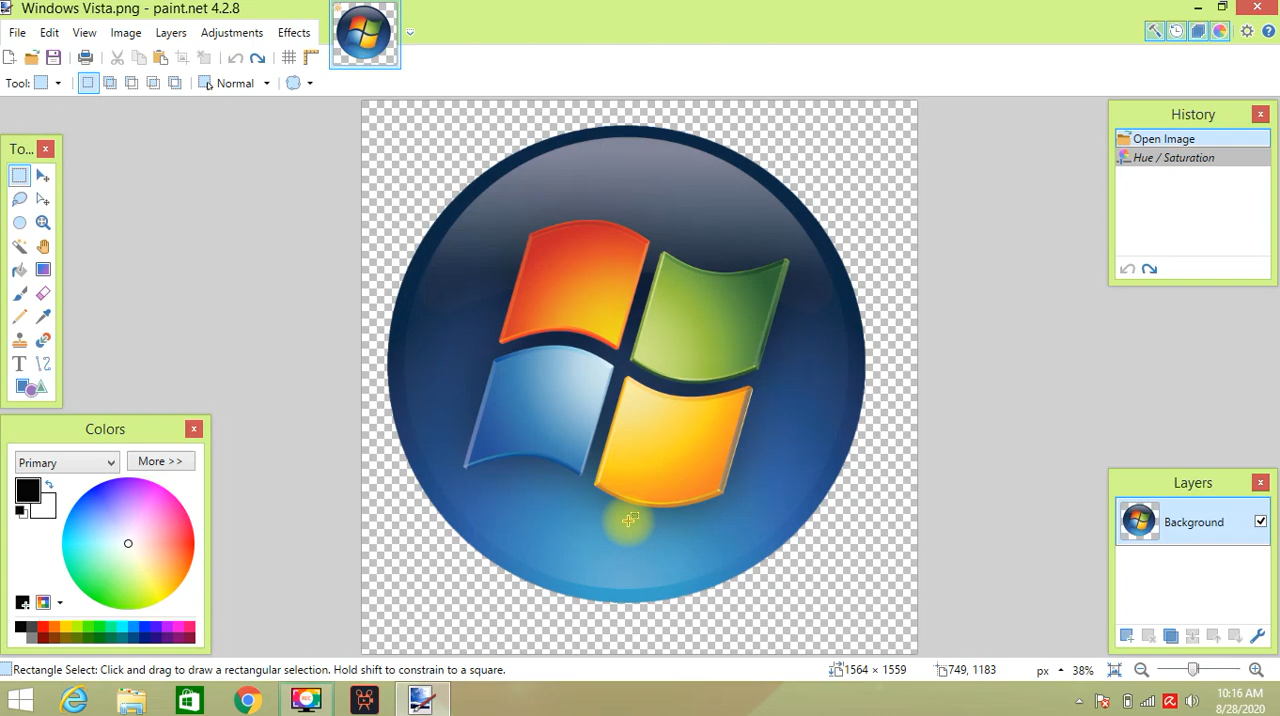 Windows Vista.png - paint.net 4.2.8
File Edit View Image Layers Adjustments Effects
Tool: Normal
To...
History
Open Image
Hue / Saturation
Colors
Primary More >>
Layers
Background
Rectangle Select: Click and drag to draw a rectangular selection. Hold shift to constrain to a square. 1564 × 1559 749, 1183 px 38%
REC
10:16 AM
8/28/2020